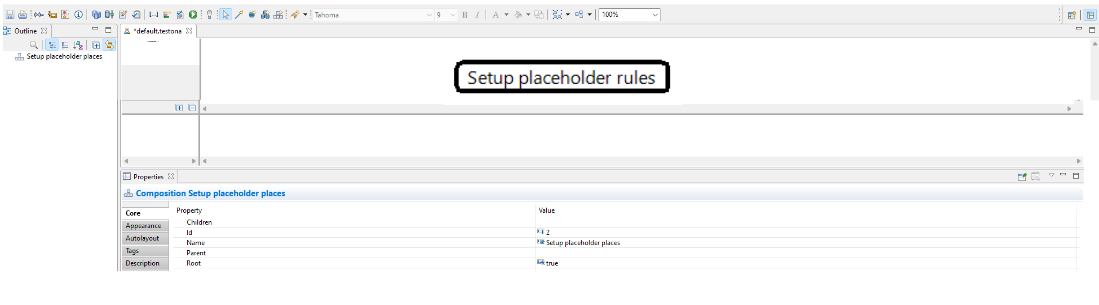 Tahoma 9 B I A 100%
Outline
*default.testona
Setup placeholder places
Setup placeholder rules
Properties
Composition Setup placeholder places
Core
Property Value
Appearance
Children
Id 2
Autolayout
Name Setup placeholder places
Tags
Parent
Description
Root true